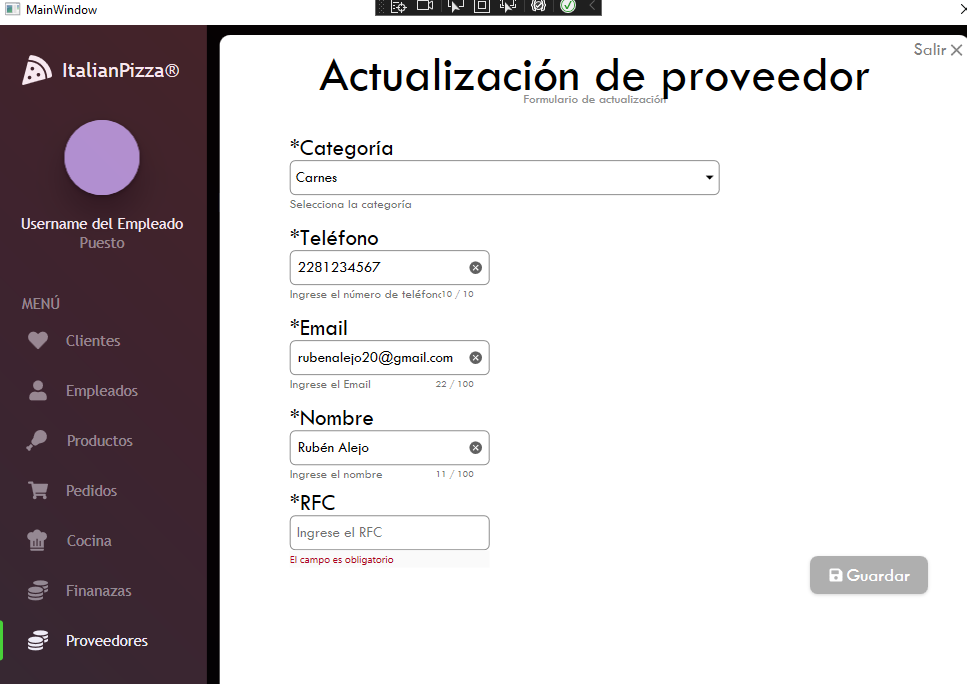 MainWindow
ItalianPizza®
Salir
Actualización de proveedor
Formulario de actualización
Username del Empleado
Puesto
MENÚ
Clientes
Empleados
Productos
Pedidos
Cocina
Finanazas
Proveedores
*Categoría
Carnes
Selecciona la categoría
*Teléfono
2281234567
Ingrese el número de teléfono 10 / 10
*Email
rubenalejo20@gmail.com
Ingrese el Email 22 / 100
*Nombre
Rubén Alejo
Ingrese el nombre 11 / 100
*RFC
Ingrese el RFC
El campo es obligatorio
Guardar